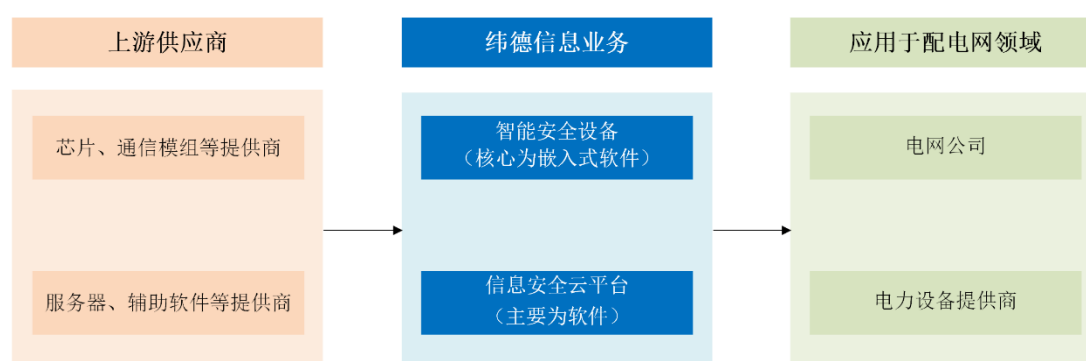 上游供应商
纬德信息业务
应用于配电网领域
芯片、通信模组等提供商
智能安全设备
（核心为嵌入式软件）
电网公司
服务器、辅助软件等提供商
信息安全云平台
（主要为软件）
电力设备提供商